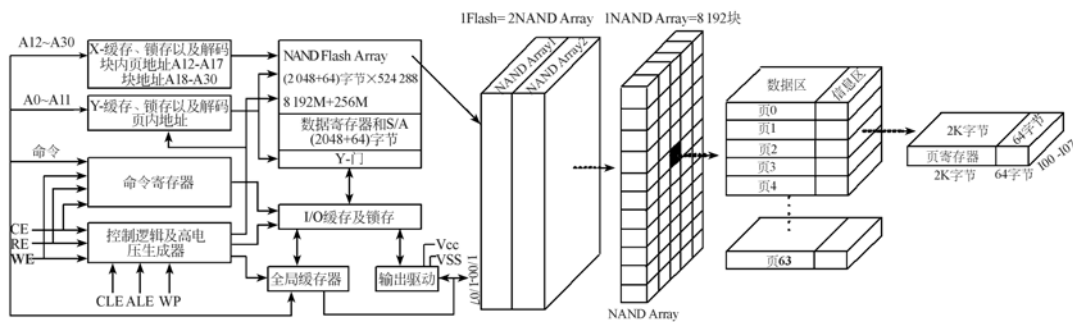 1Flash= 2NAND Array
1NAND Array=8 192块
A12~A30
X-缓存、锁存以及解码
块内页地址A12-A17
块地址A18-A30
A0~A11
Y-缓存、锁存以及解码
页内地址
命令
命令寄存器
CE
RE
WE
控制逻辑及高电
压生成器
CLE ALE WP
NAND Flash Array
(2 048+64)字节×524 288
8 192M+256M
数据寄存器和S/A
(2048+64)字节
Y-门
I/O缓存及锁存
全局缓存器
输出驱动
Vcc
VSS
I/00-I/07
NAND Array1
NAND Array2
NAND Array
数据区
信息区
页0
页1
页2
页3
页4
页63
2K字节
64字节
页寄存器
2K字节
64字节
I00 -I07